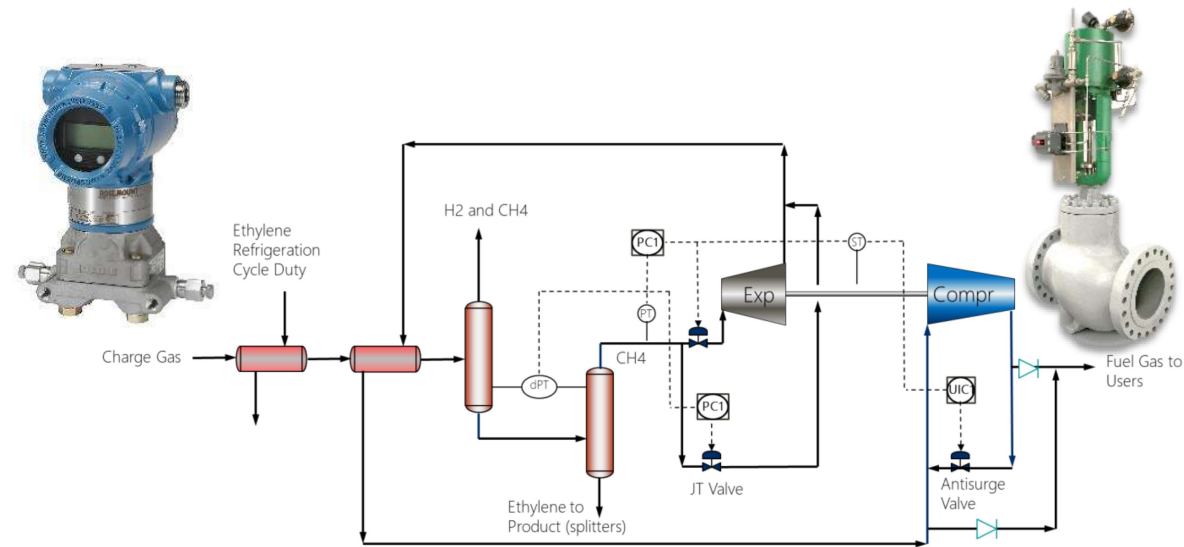 ROSEMOUNT
H2 and CH4
Ethylene
Refrigeration
Cycle Duty
PC1
ST
Exp
Compr
PT
Charge Gas
CH4
dPT
Fuel Gas to
Users
PC1
UIC1
JT Valve
Antisurge
Valve
Ethylene to
Product (splitters)